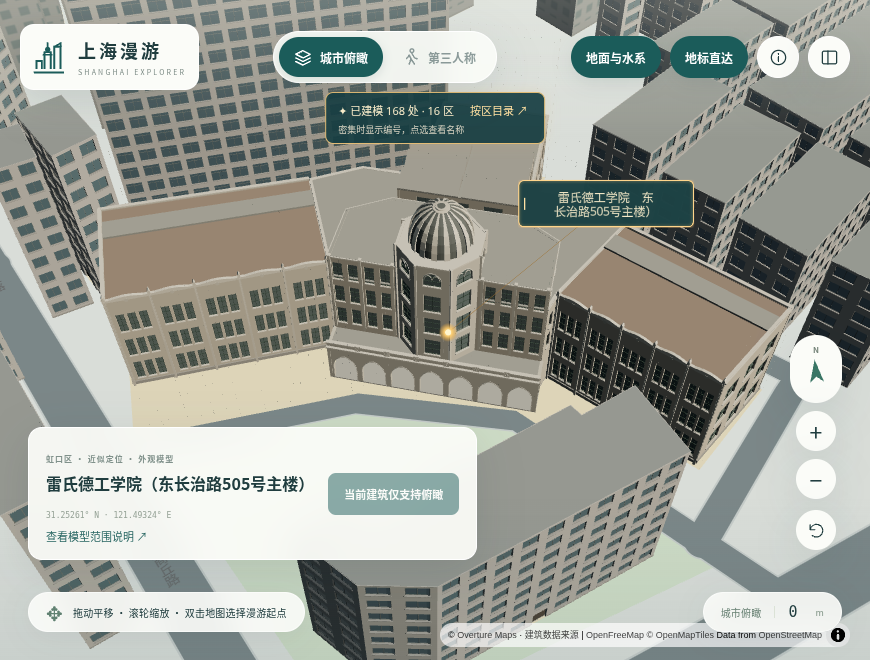 上海漫游
SHANGHAI EXPLORER
城市俯瞰
第三人称
地面与水系
地标直达
✦ 已建模 168 处 · 16 区 按区目录 ↗
密集时显示编号，点选查看名称
雷氏德工学院 东
长治路505号主楼）
N
虹口区 · 近似定位 · 外观模型
雷氏德工学院（东长治路505号主楼）
当前建筑仅支持俯瞰
31.25261° N · 121.49324° E
查看模型范围说明 ↗
拖动平移 · 滚轮缩放 · 双击地图选择漫游起点
城市俯瞰 0 m
© Overture Maps · 建筑数据来源 | OpenFreeMap © OpenMapTiles Data from OpenStreetMap